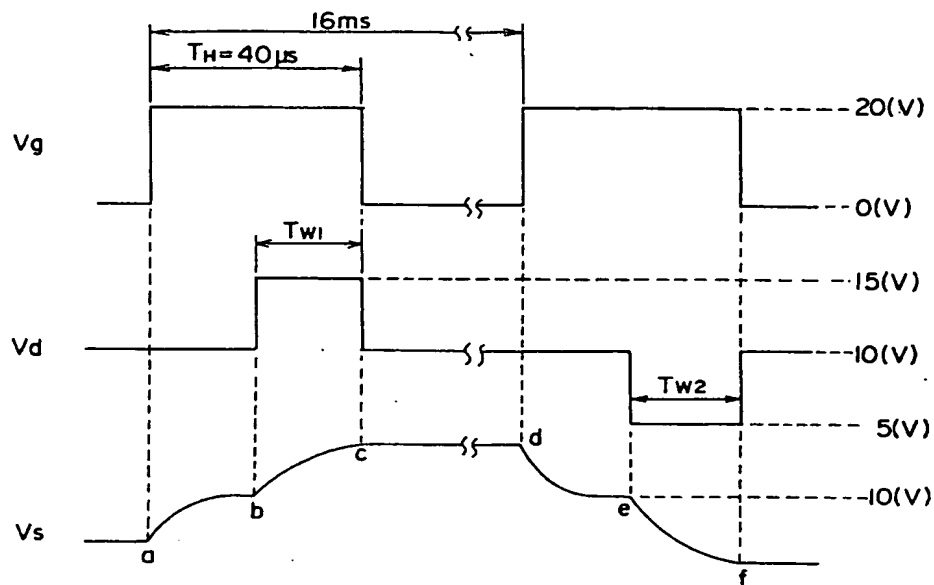 16ms
TH=40μs
Vg
20(V)
0(V)
TW1
15(V)
Vd
10(V)
TW2
5(V)
c
d
b
e
10(V)
Vs
a
f